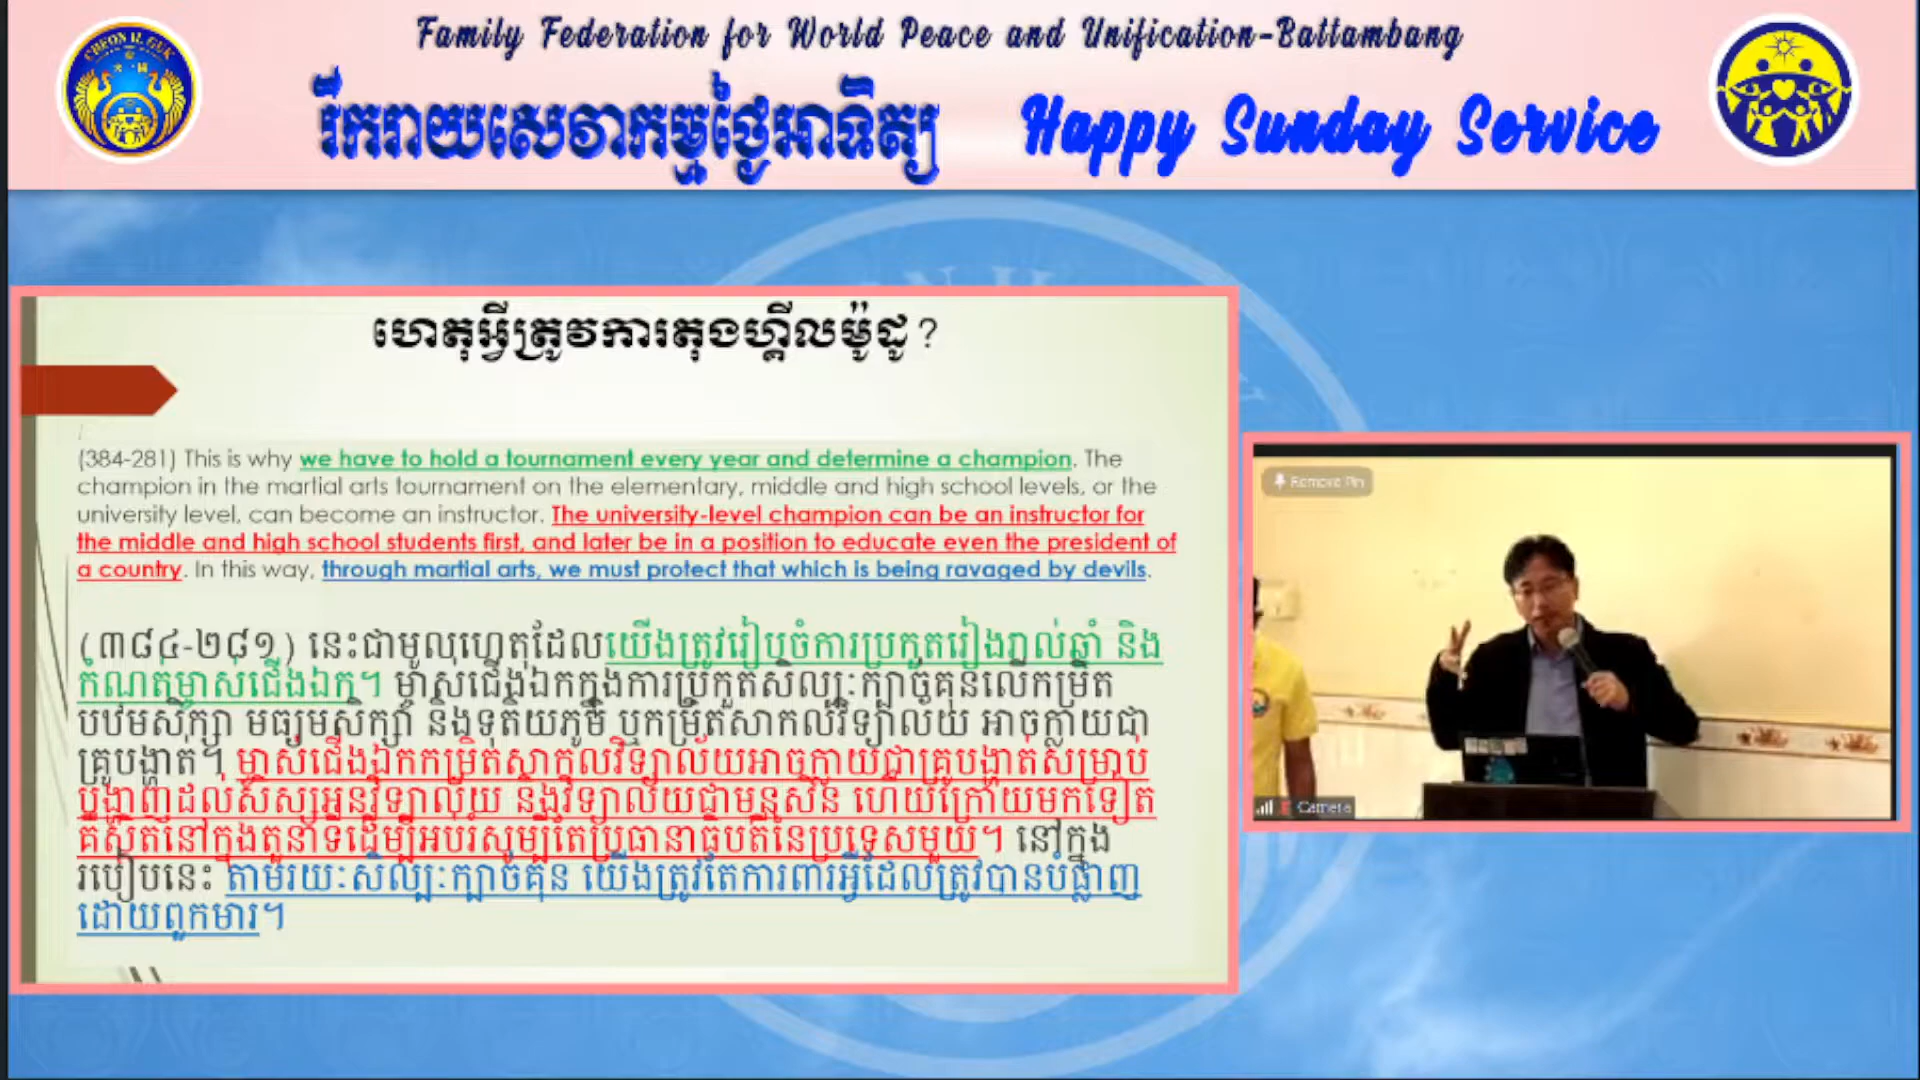 Family Federation for World Peace and Unification-Battambang
រីករាយសេវាកម្មថ្ងៃអាទិត្យ Happy Sunday Service
CHEON IL GUK
ហេតុអ្វីត្រូវការតុងហ្គីលម៉ូដូ?
(384-281) This is why we have to hold a tournament every year and determine a champion. The
champion in the martial arts tournament on the elementary, middle and high school levels, or the
university level, can become an instructor. The university-level champion can be an instructor for
the middle and high school students first, and later be in a position to educate even the president of
a country. In this way, through martial arts, we must protect that which is being ravaged by devils.
(៣៨៤-២៨១) នេះជាមូលហេតុដែលយើងត្រូវរៀបចំការប្រកួតរៀងរាល់ឆ្នាំ និង
កំណត់ម្ចាស់ជើងឯក។ ម្ចាស់ជើងឯកក្នុងការប្រកួតសិល្បៈក្បាច់គុនលើកម្រិត
បឋមសិក្សា មធ្យមសិក្សា និងទុតិយភូមិ ឬកម្រិតសាកលវិទ្យាល័យ អាចក្លាយជា
គ្រូបង្ហាត់។ ម្ចាស់ជើងឯកកម្រិតសាកលវិទ្យាល័យអាចក្លាយជាគ្រូបង្ហាត់សម្រាប់
បង្ហាញដល់សិស្សអនុវិទ្យាល័យ និងវិទ្យាល័យជាមុនសិន ហើយក្រោយមកទៀត
គឺស្ថិតនៅក្នុងតួនាទីដើម្បីអប់រំសូម្បីតែប្រធានាធិបតីនៃប្រទេសមួយ។ នៅក្នុង
របៀបនេះ តាមរយៈសិល្បៈក្បាច់គុន យើងត្រូវតែការពារអ្វីដែលត្រូវបានបំផ្លាញ
ដោយពួកមារ។
Remove Pin
Camera